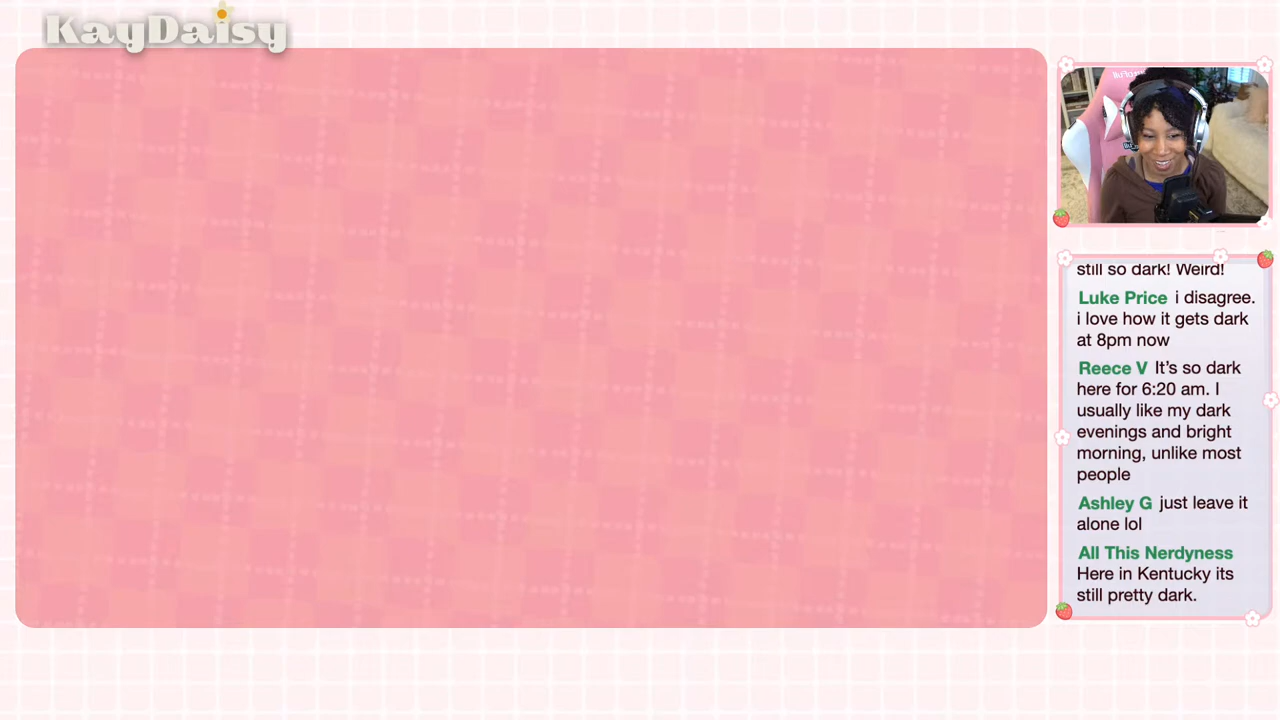 KayDaisy
still so dark! Weird!
Luke Price i disagree.
i love how it gets dark
at 8pm now
Reece V It’s so dark
here for 6:20 am. I
usually like my dark
evenings and bright
morning, unlike most
people
Ashley G just leave it
alone lol
All This Nerdyness
Here in Kentucky its
still pretty dark.